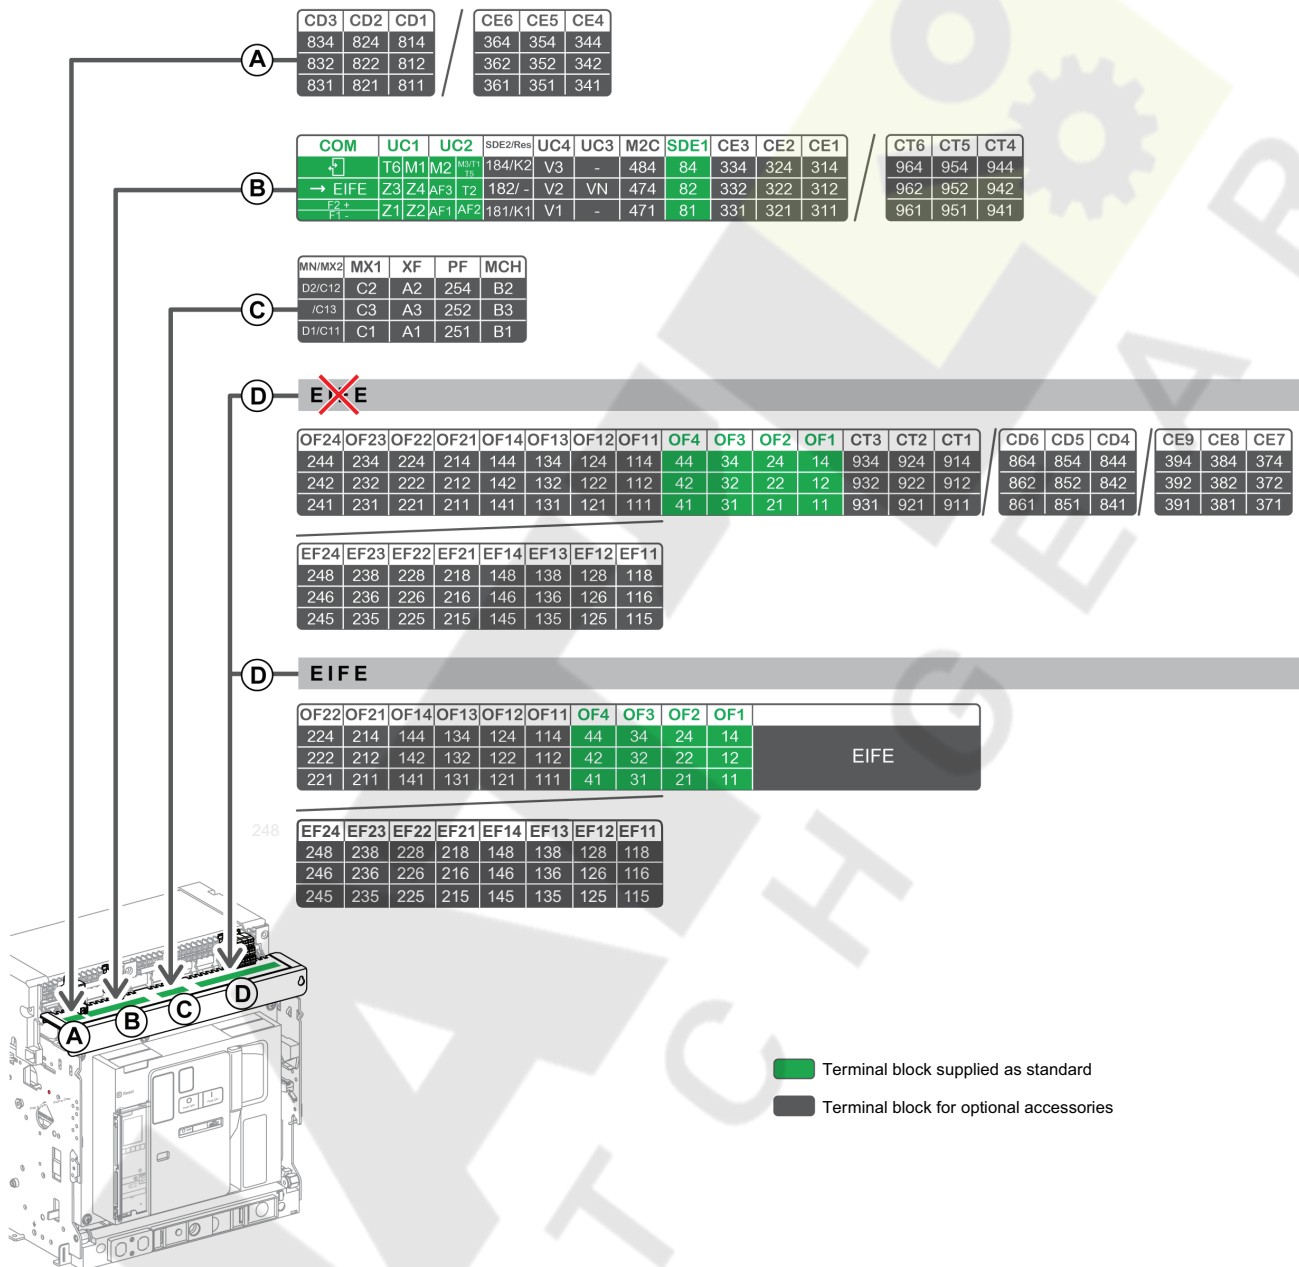 CD3 CD2 CD1 CE6 CE5 CE4
834 824 814 364 354 344
A
832 822 812 362 352 342
831 821 811 361 351 341
COM UC1 UC2 SDE2/Res UC4 UC3 M2C SDE1 CE3 CE2 CE1 CT6 CT5 CT4
T6 M1 M2 M3/T1 T5 184/K2 V3 - 484 84 334 324 314 964 954 944
B
→ EIFE Z3 Z4 AF3 T2 182/ - V2 VN 474 82 332 322 312 962 952 942
F2 + F1 - Z1 Z2 AF1 AF2 181/K1 V1 - 471 81 331 321 311 961 951 941
MN/MX2 MX1 XF PF MCH
D2/C12 C2 A2 254 B2
C
/C13 C3 A3 252 B3
D1/C11 C1 A1 251 B1
D EIFE
OF24 OF23 OF22 OF21 OF14 OF13 OF12 OF11 OF4 OF3 OF2 OF1 CT3 CT2 CT1 CD6 CD5 CD4 CE9 CE8 CE7
244 234 224 214 144 134 124 114 44 34 24 14 934 924 914 864 854 844 394 384 374
242 232 222 212 142 132 122 112 42 32 22 12 932 922 912 862 852 842 392 382 372
241 231 221 211 141 131 121 111 41 31 21 11 931 921 911 861 851 841 391 381 371
EF24 EF23 EF22 EF21 EF14 EF13 EF12 EF11
248 238 228 218 148 138 128 118
246 236 226 216 146 136 126 116
245 235 225 215 145 135 125 115
D EIFE
OF22 OF21 OF14 OF13 OF12 OF11 OF4 OF3 OF2 OF1
224 214 144 134 124 114 44 34 24 14
222 212 142 132 122 112 42 32 22 12 EIFE
221 211 141 131 121 111 41 31 21 11
248
EF24 EF23 EF22 EF21 EF14 EF13 EF12 EF11
248 238 228 218 148 138 128 118
246 236 226 216 146 136 126 116
245 235 225 215 145 135 125 115
A B C D
Terminal block supplied as standard
Terminal block for optional accessories